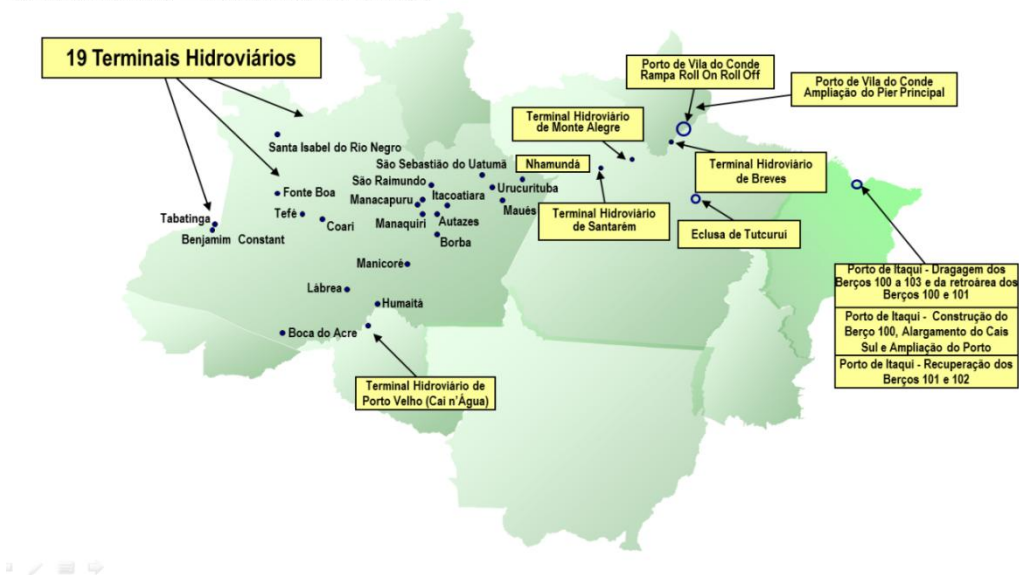 19 Terminais Hidroviários
Porto de Vila do Conde
Rampa Roll On Roll Off
Porto de Vila do Conde
Ampliação do Pier Principal
Terminal Hidroviário
de Monte Alegre
Santa Isabel do Rio Negro
São Sebastião do Uatumã
Nhamundá
Terminal Hidroviário
de Breves
São Raimundo
Urucurituba
Fonte Boa
Manacapuru
Itacoatiara
Maués
Tabatinga
Tefé
Coari
Manaquiri
Autazes
Terminal Hidroviário
de Santarém
Benjamim Constant
Borba
Eclusa de Tutcuruí
Manicoré
Porto de Itaqui - Dragagem dos
Berços 100 a 103 e da retroárea dos
Berços 100 e 101
Lábrea
Humaitá
Porto de Itaqui - Construção do
Berço 100, Alargamento do Cais
Sul e Ampliação do Porto
Boca do Acre
Porto de Itaqui - Recuperação dos
Berços 101 e 102
Terminal Hidroviário de
Porto Velho (Cai n'Água)